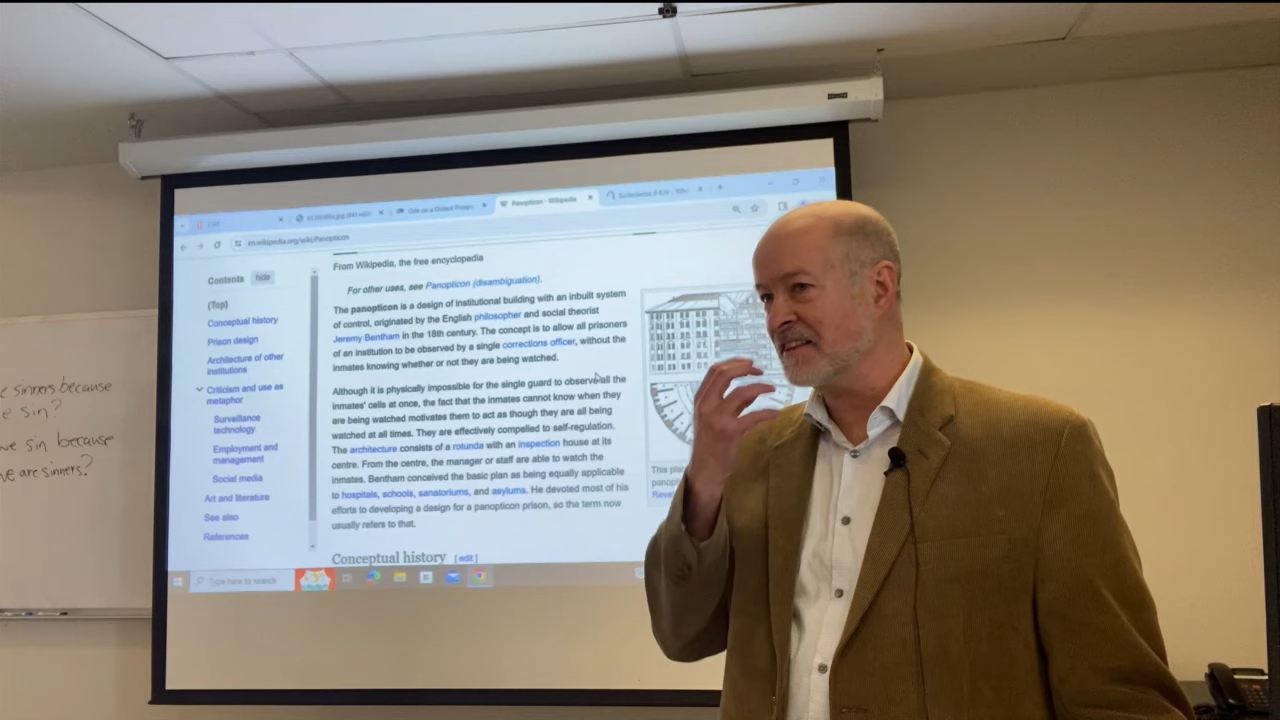 Panopticon - Wikipedia
en.wikipedia.org/wiki/Panopticon
From Wikipedia, the free encyclopedia
For other uses, see Panopticon (disambiguation).
The panopticon is a design of institutional building with an inbuilt system
of control, originated by the English philosopher and social theorist
Jeremy Bentham in the 18th century. The concept is to allow all prisoners
of an institution to be observed by a single corrections officer, without the
inmates knowing whether or not they are being watched.
Although it is physically impossible for the single guard to observe all the
inmates' cells at once, the fact that the inmates cannot know when they
are being watched motivates them to act as though they are all being
watched at all times. They are effectively compelled to self-regulation.
The architecture consists of a rotunda with an inspection house at its
centre. From the centre, the manager or staff are able to watch the
inmates. Bentham conceived the basic plan as being equally applicable
to hospitals, schools, sanatoriums, and asylums. He devoted most of his
efforts to developing a design for a panopticon prison, so the term now
usually refers to that.
Conceptual history [edit]
Contents hide
(Top)
Conceptual history
Prison design
Architecture of other
institutions
Criticism and use as
metaphor
Surveillance
technology
Employment and
management
Social media
Art and literature
See also
References
This
Type here to search
sinners because
sin?
sin because
are sinners?